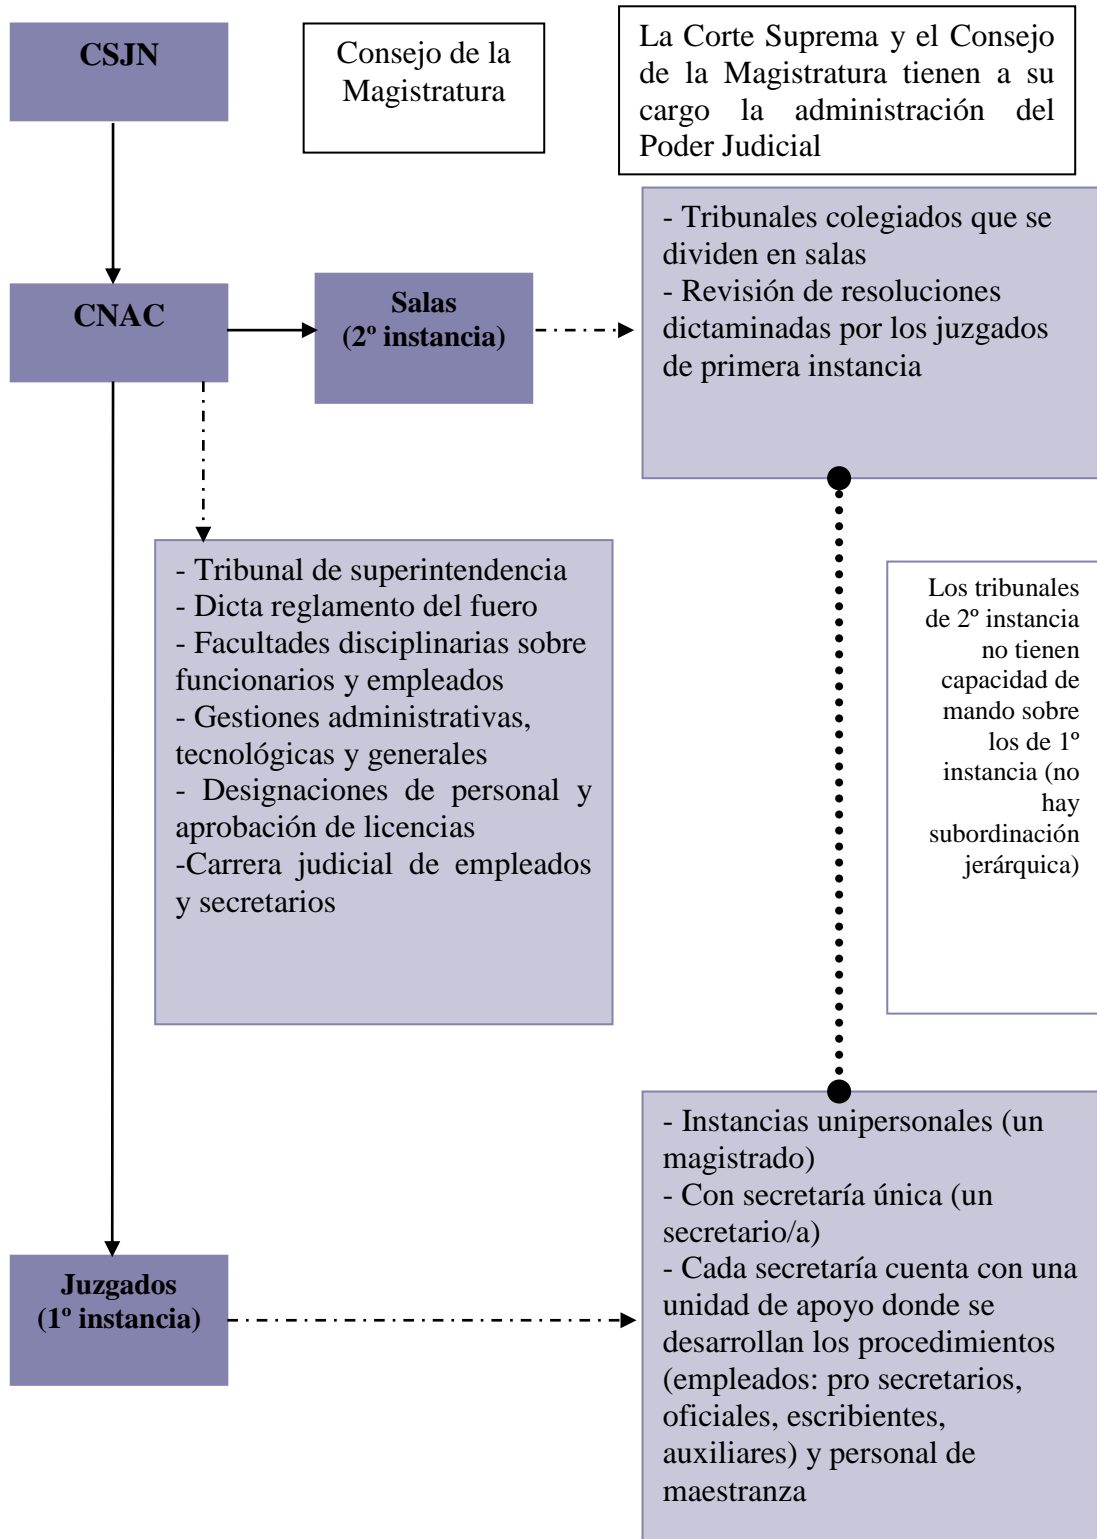 CSJN
Consejo de la
Magistratura
La Corte Suprema y el Consejo
de la Magistratura tienen a su
cargo la administración del
Poder Judicial
- Tribunales colegiados que se
dividen en salas
- Revisión de resoluciones
dictaminadas por los juzgados
de primera instancia
CNAC
Salas
(2º instancia)
- Tribunal de superintendencia
- Dicta reglamento del fuero
- Facultades disciplinarias sobre
funcionarios y empleados
- Gestiones administrativas,
tecnológicas y generales
- Designaciones de personal y
aprobación de licencias
-Carrera judicial de empleados
y secretarios
Los tribunales
de 2º instancia
no tienen
capacidad de
mando sobre
los de 1º
instancia (no
hay
subordinación
jerárquica)
Juzgados
(1º instancia)
- Instancias unipersonales (un
magistrado)
- Con secretaría única (un
secretario/a)
- Cada secretaría cuenta con una
unidad de apoyo donde se
desarrollan los procedimientos
(empleados: pro secretarios,
oficiales, escribientes,
auxiliares) y personal de
maestranza